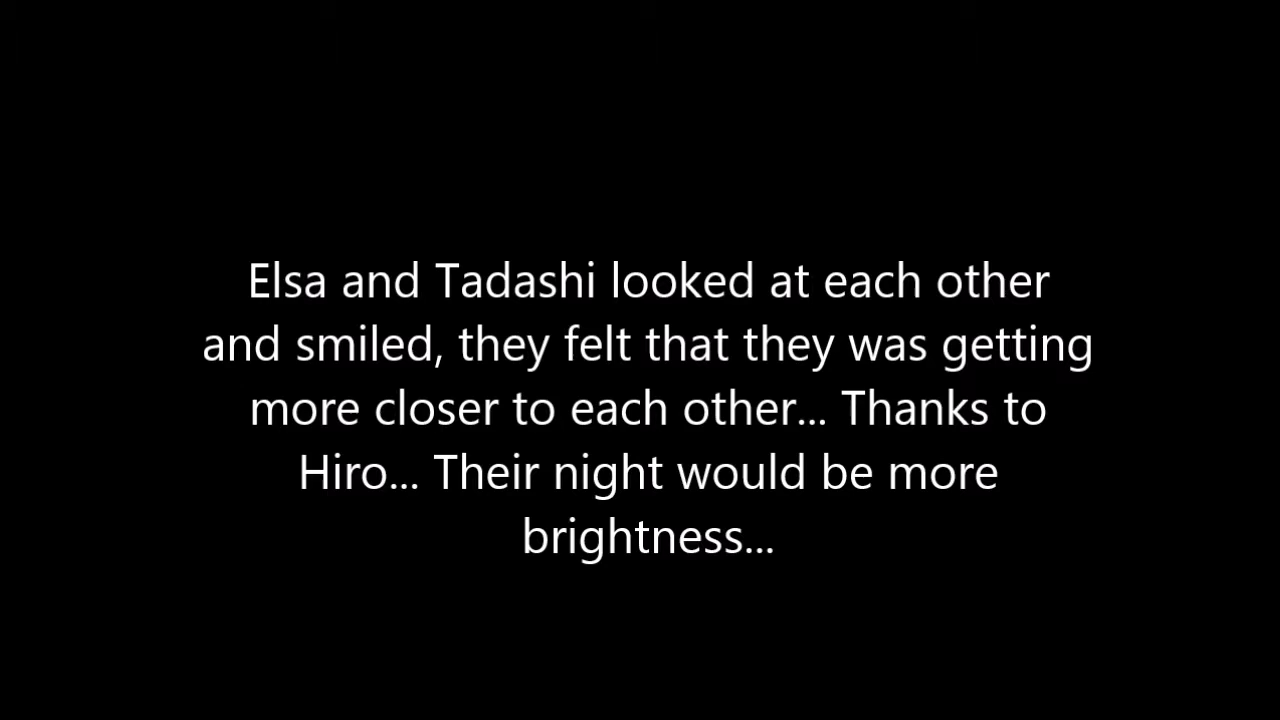 Elsa and Tadashi looked at each other
and smiled, they felt that they was getting
more closer to each other... Thanks to
Hiro... Their night would be more
brightness...